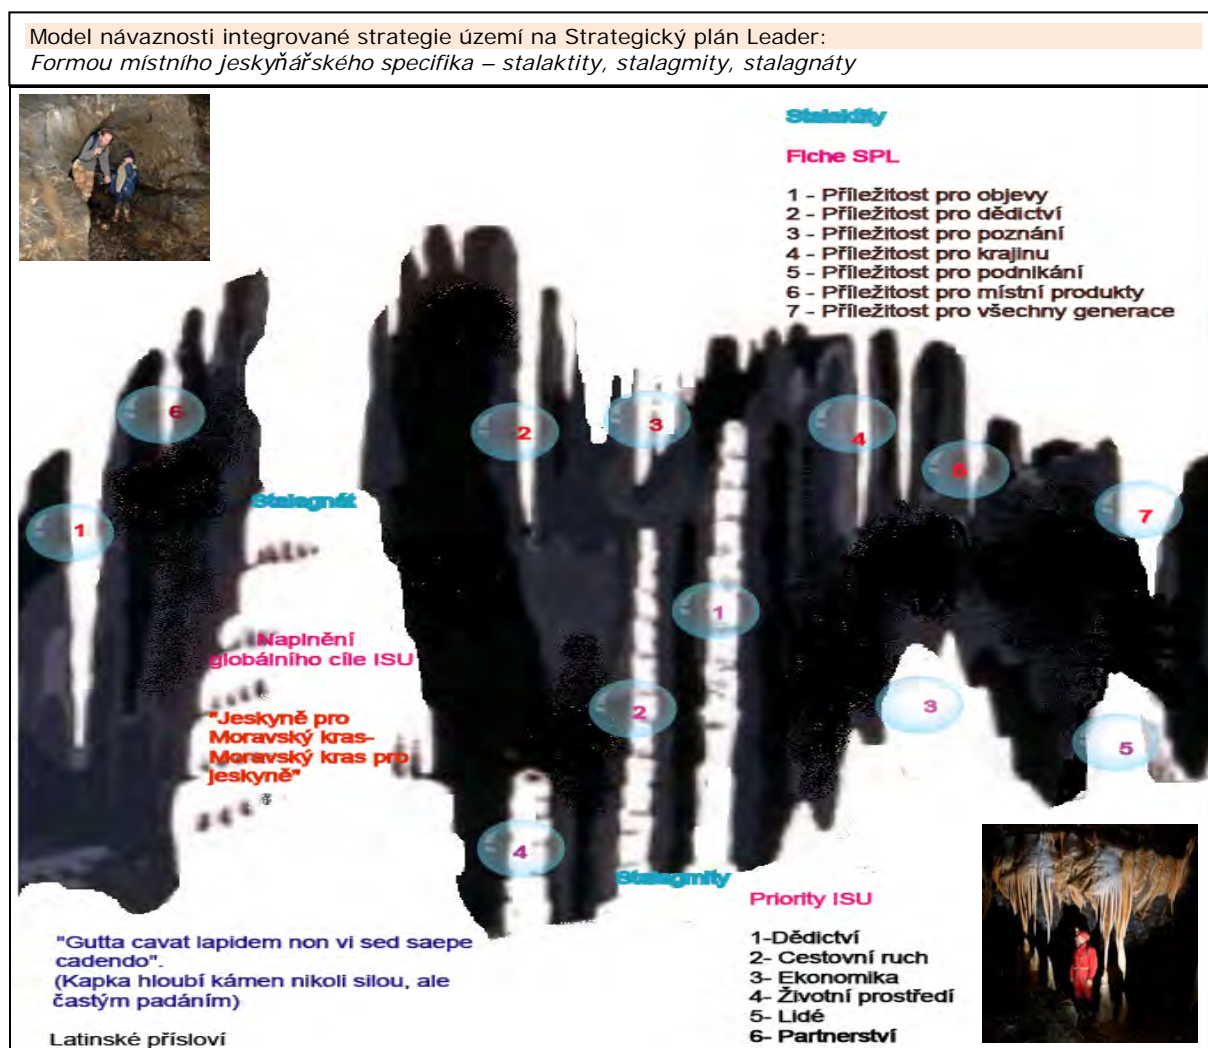 Model návaznosti integrované strategie území na Strategický plán Leader:
Formou místního jeskyňářského specifika – stalaktity, stalagmity, stalagnáty
Stalaktity
Fiche SPL
1 - Příležitost pro objevy
2 - Příležitost pro dědictví
3 - Příležitost pro poznání
4 - Příležitost pro krajinu
5 - Příležitost pro podnikání
6 - Příležitost pro místní produkty
7 - Příležitost pro všechny generace
6
2
3
4
5
7
1
Stalagnát
1
Naplnění
globálního cíle ISU
2
3
5
"Jeskyně pro
Moravský kras-
Moravský kras pro
jeskyně"
4
Stalagmity
Priority ISU
1-Dědictví
2- Cestovní ruch
3- Ekonomika
4- Životní prostředí
5- Lidé
6- Partnerství
"Gutta cavat lapidem non vi sed saepe
cadendo".
(Kapka hloubí kámen nikoli silou, ale
častým padáním)
Latinské přísloví